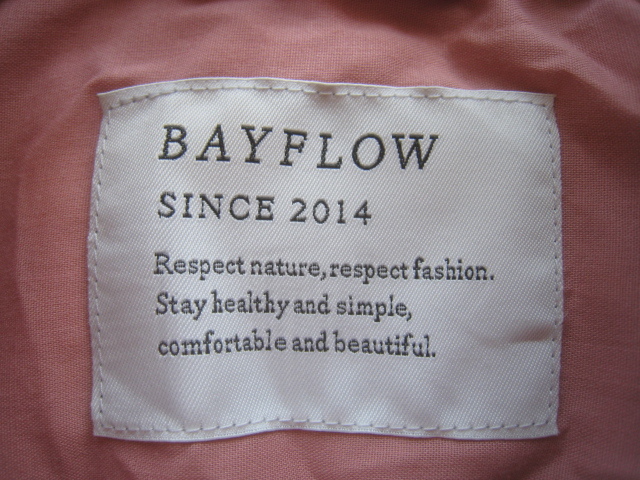 BAYFLOW
SINCE 2014
Respect nature, respect fashion.
Stay healthy and simple,
comfortable and beautiful.